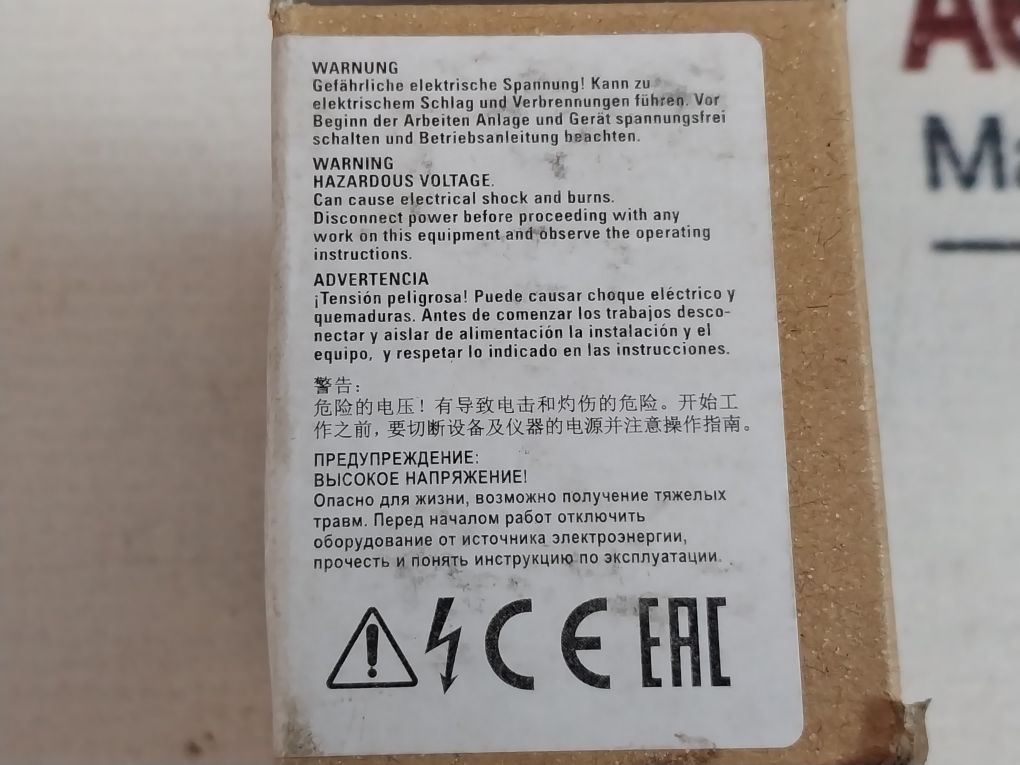 WARNUNG
Gefährliche elektrische Spannung! Kann zu
elektrischem Schlag und Verbrennungen führen. Vor
Beginn der Arbeiten Anlage und Gerät spannungsfrei
schalten und Betriebsanleitung beachten.
WARNING
HAZARDOUS VOLTAGE.
Can cause electrical shock and burns.
Disconnect power before proceeding with any
work on this equipment and observe the operating
instructions.
ADVERTENCIA
¡Tensión peligrosa! Puede causar choque eléctrico y
quemaduras. Antes de comenzar los trabajos desco-
nectar y aislar de alimentación la instalación y el
equipo, y respetar lo indicado en las instrucciones.
警告：
危险的电压！有导致电击和灼伤的危险。开始工
作之前，要切断设备及仪器的电源并注意操作指南。
ПРЕДУПРЕЖДЕНИЕ:
ВЫСОКОЕ НАПРЯЖЕНИЕ!
Опасно для жизни, возможно получение тяжелых
травм. Перед началом работ отключить
оборудование от источника электроэнергии,
прочесть и понять инструкцию по эксплуатации.
CE EAC
Ma